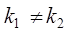 k₁ ≠ k₂